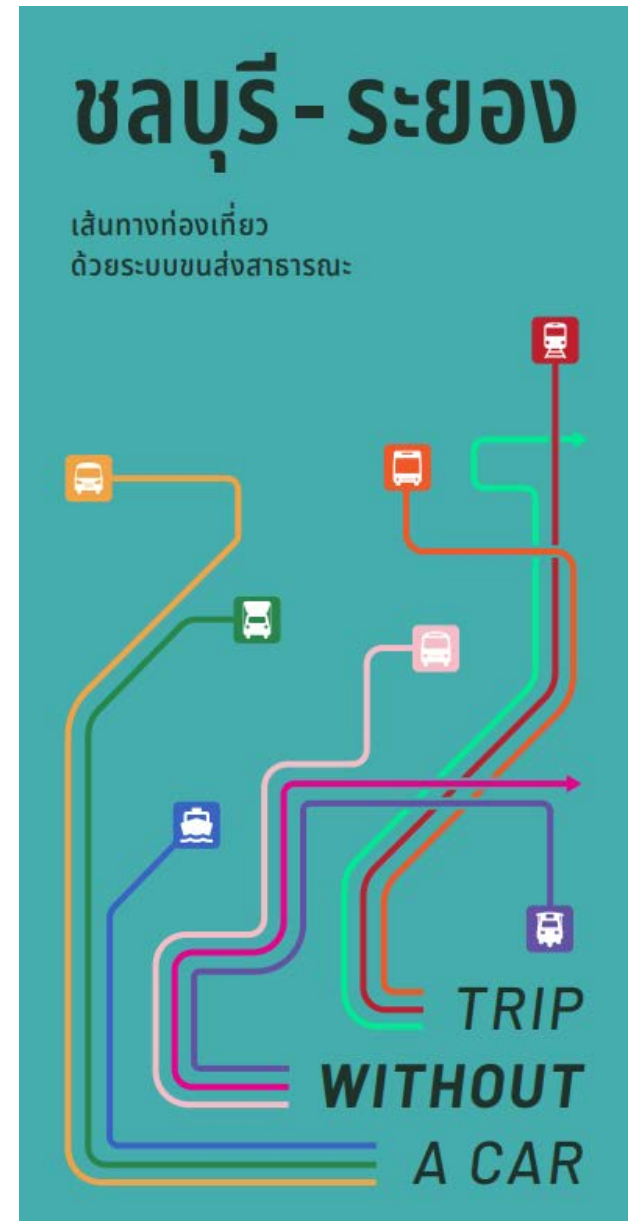 ชลบุรี - ระยอง
เส้นทางท่องเที่ยว
ด้วยระบบขนส่งสาธารณะ
TRIP
WITHOUT
A CAR